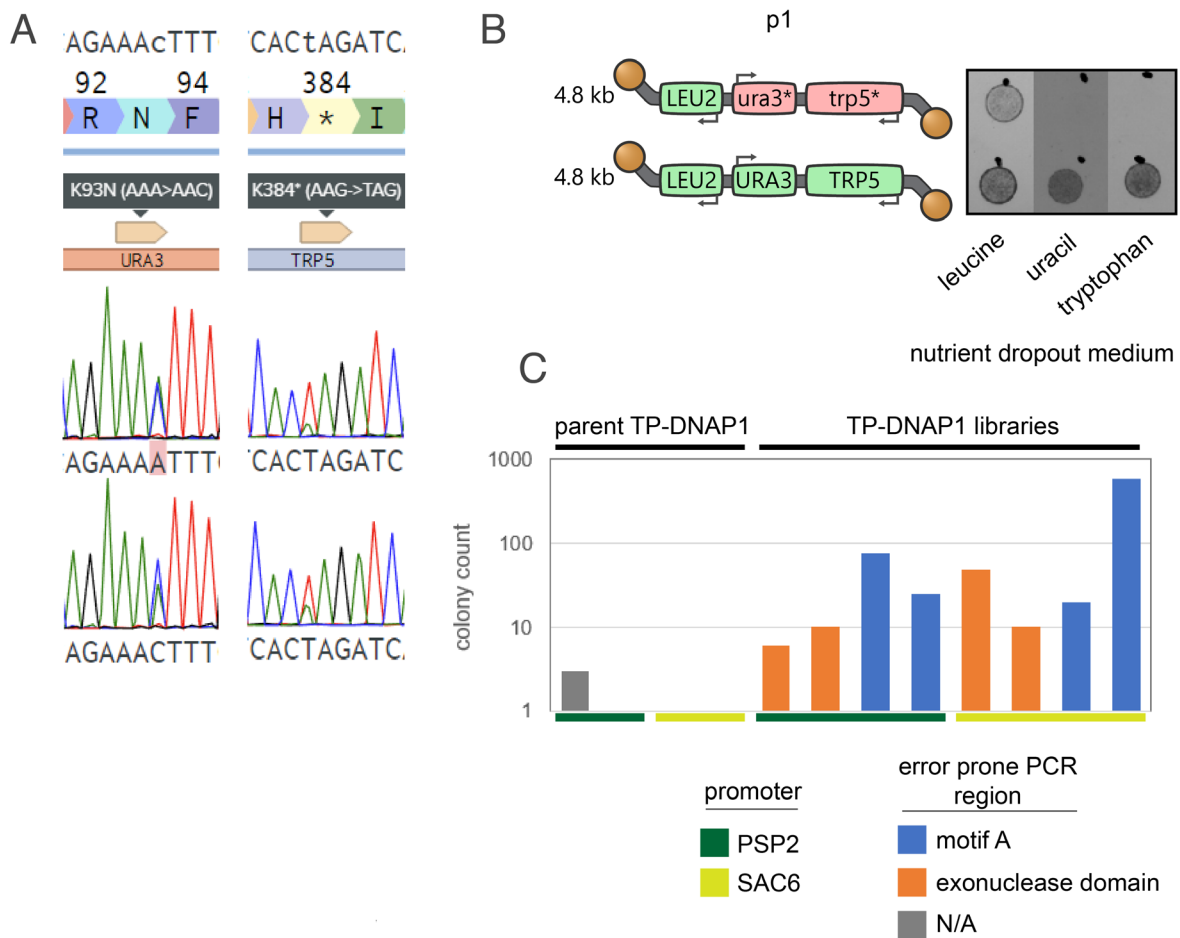 A
'AGAAAcTTT(
'CACtAGATC.
92 94
384
R N F
H * I
K93N (AAA>AAC)
K384* (AAG->TAG)
URA3
TRP5
'AGAAAATTT(
'CACTAGATC
AGAAACTTT
'CACTAGATC
B
p1
4.8 kb
LEU2
ura3*
trp5*
4.8 kb
LEU2
URA3
TRP5
leucine
uracil
tryptophan
nutrient dropout medium
C
parent TP-DNAP1
TP-DNAP1 libraries
colony count
1000
100
10
1
promoter
PSP2
SAC6
error prone PCR
region
motif A
exonuclease domain
N/A